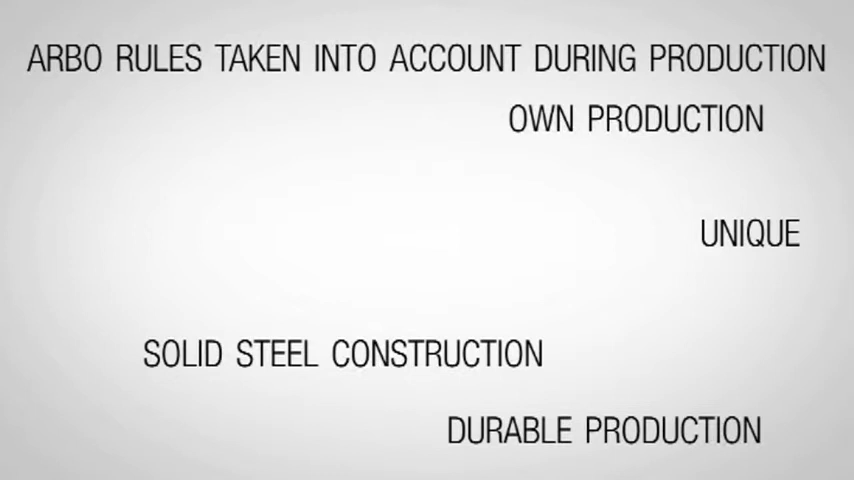 ARBO RULES TAKEN INTO ACCOUNT DURING PRODUCTION
OWN PRODUCTION
UNIQUE
SOLID STEEL CONSTRUCTION
DURABLE PRODUCTION